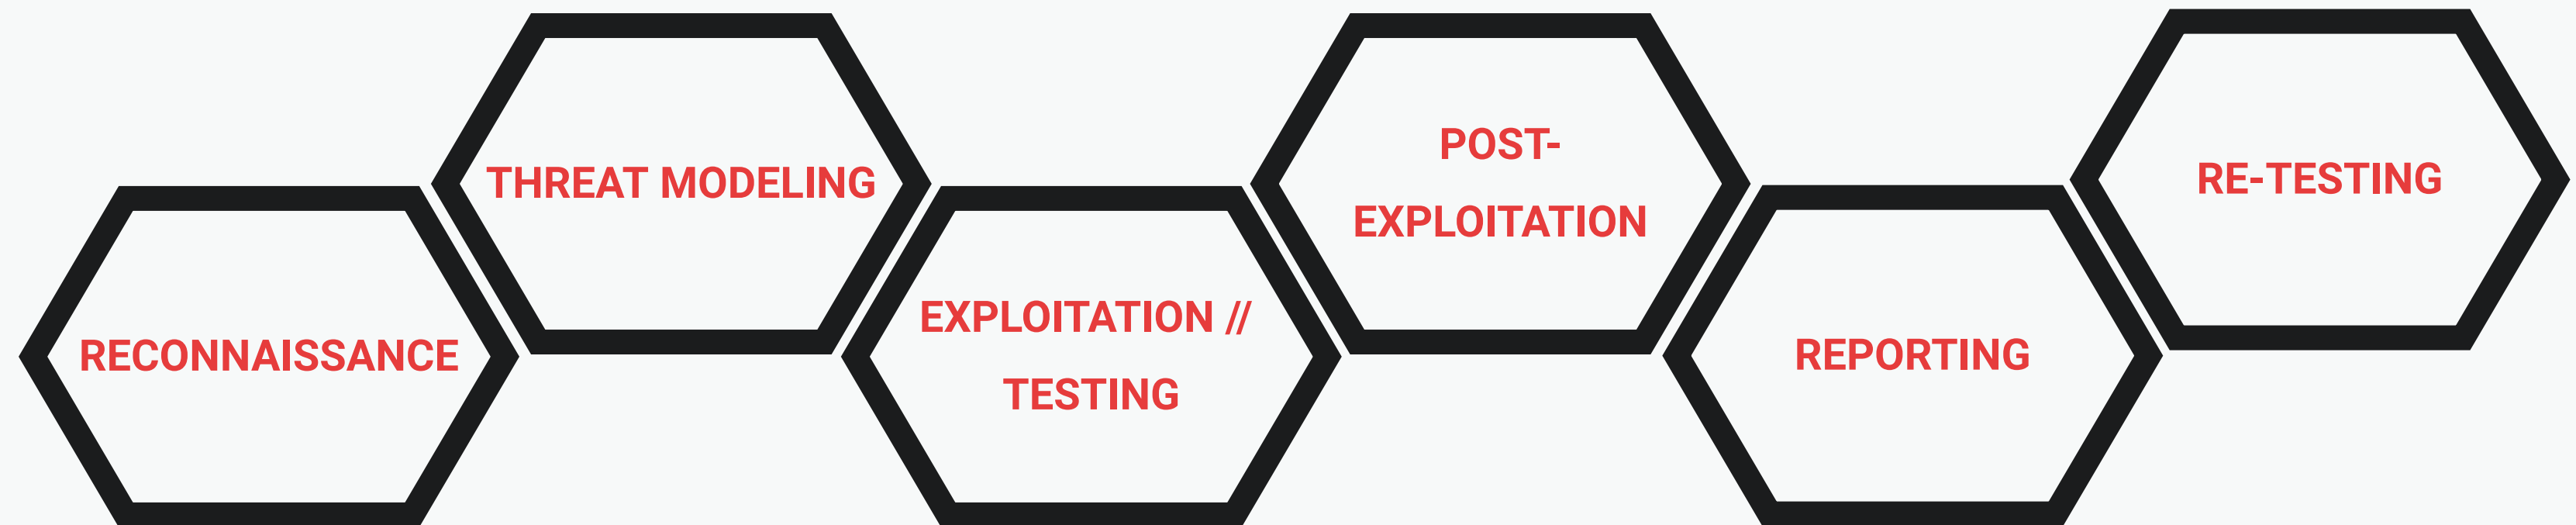 RECONNAISSANCE
THREAT MODELING
EXPLOITATION //
TESTING
POST-
EXPLOITATION
REPORTING
RE-TESTING